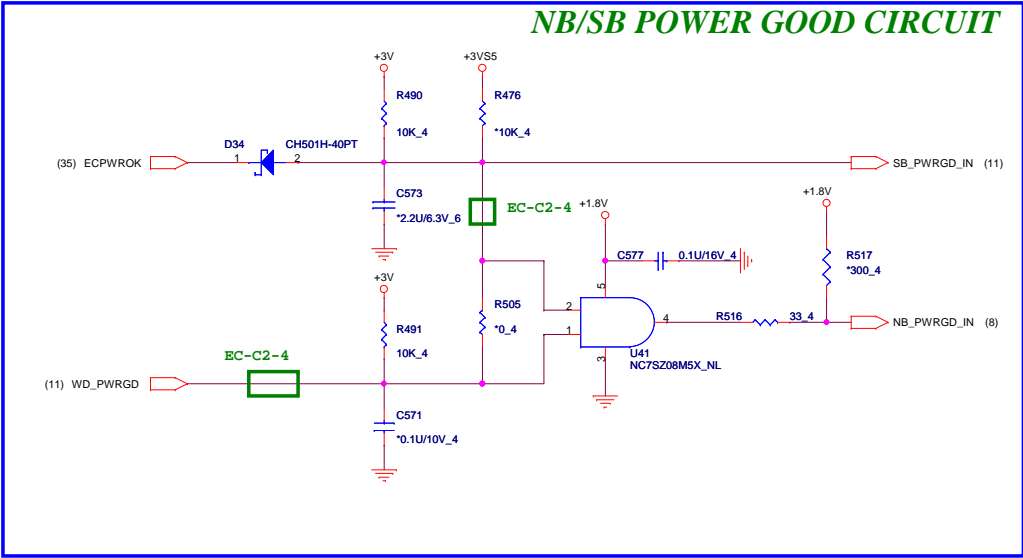 NB/SB POWER GOOD CIRCUIT
+3V
+3VS5
R490
10K_4
R476
*10K_4
D34
CH501H-40PT
(35) ECPWROK
1
2
SB_PWRGD_IN (11)
C573
*2.2U/6.3V_6
EC-C2-4
+1.8V
+1.8V
C577
0.1U/16V_4
R517
*300_4
+3V
5
R505
*0_4
2
1
4
R516
33_4
NB_PWRGD_IN (8)
R491
10K_4
3
U41
NC7SZ08M5X_NL
EC-C2-4
(11) WD_PWRGD
C571
*0.1U/10V_4